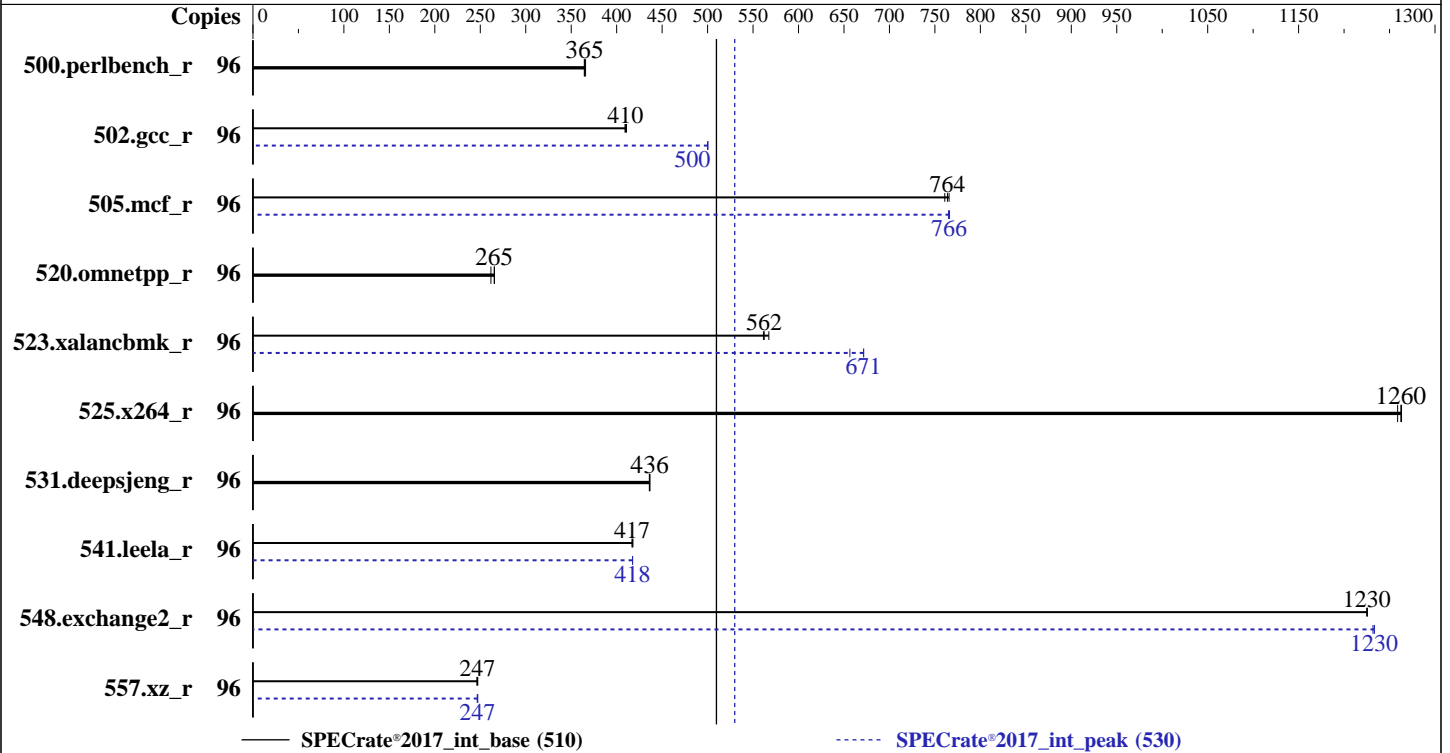 Copies 0 100 150 200 250 300 350 400 450 500 550 600 650 700 750 800 850 900 950 1050 1150 1300
365
500.perlbench_r 96
410
502.gcc_r 96
500
764
505.mcf_r 96
766
265
520.omnetpp_r 96
562
523.xalancbmk_r 96
671
1260
525.x264_r 96
436
531.deepsjeng_r 96
417
541.leela_r 96
418
1230
548.exchange2_r 96
1230
247
557.xz_r 96
247
SPECrate®2017_int_base (510) SPECrate®2017_int_peak (530)